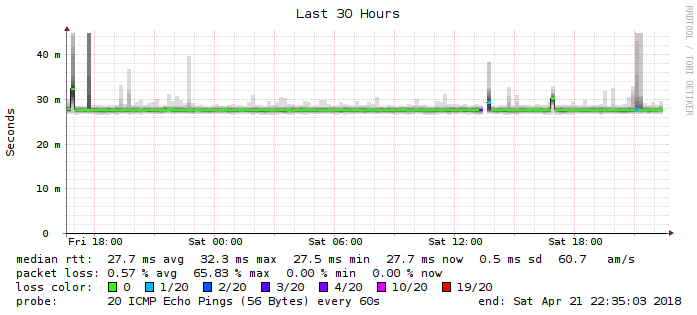 Last 30 Hours
RRDTOOL / TOBI OETIKER
Seconds
40 m
30 m
20 m
10 m
0
Fri 18:00 Sat 00:00 Sat 06:00 Sat 12:00 Sat 18:00
median rtt: 27.7 ms avg 32.3 ms max 27.5 ms min 27.7 ms now 0.5 ms sd 60.7 am/s
packet loss: 0.57 % avg 65.83 % max 0.00 % min 0.00 % now
loss color: 0 1/20 2/20 3/20 4/20 10/20 19/20
probe: 20 ICMP Echo Pings (56 Bytes) every 60s end: Sat Apr 21 22:35:03 2018